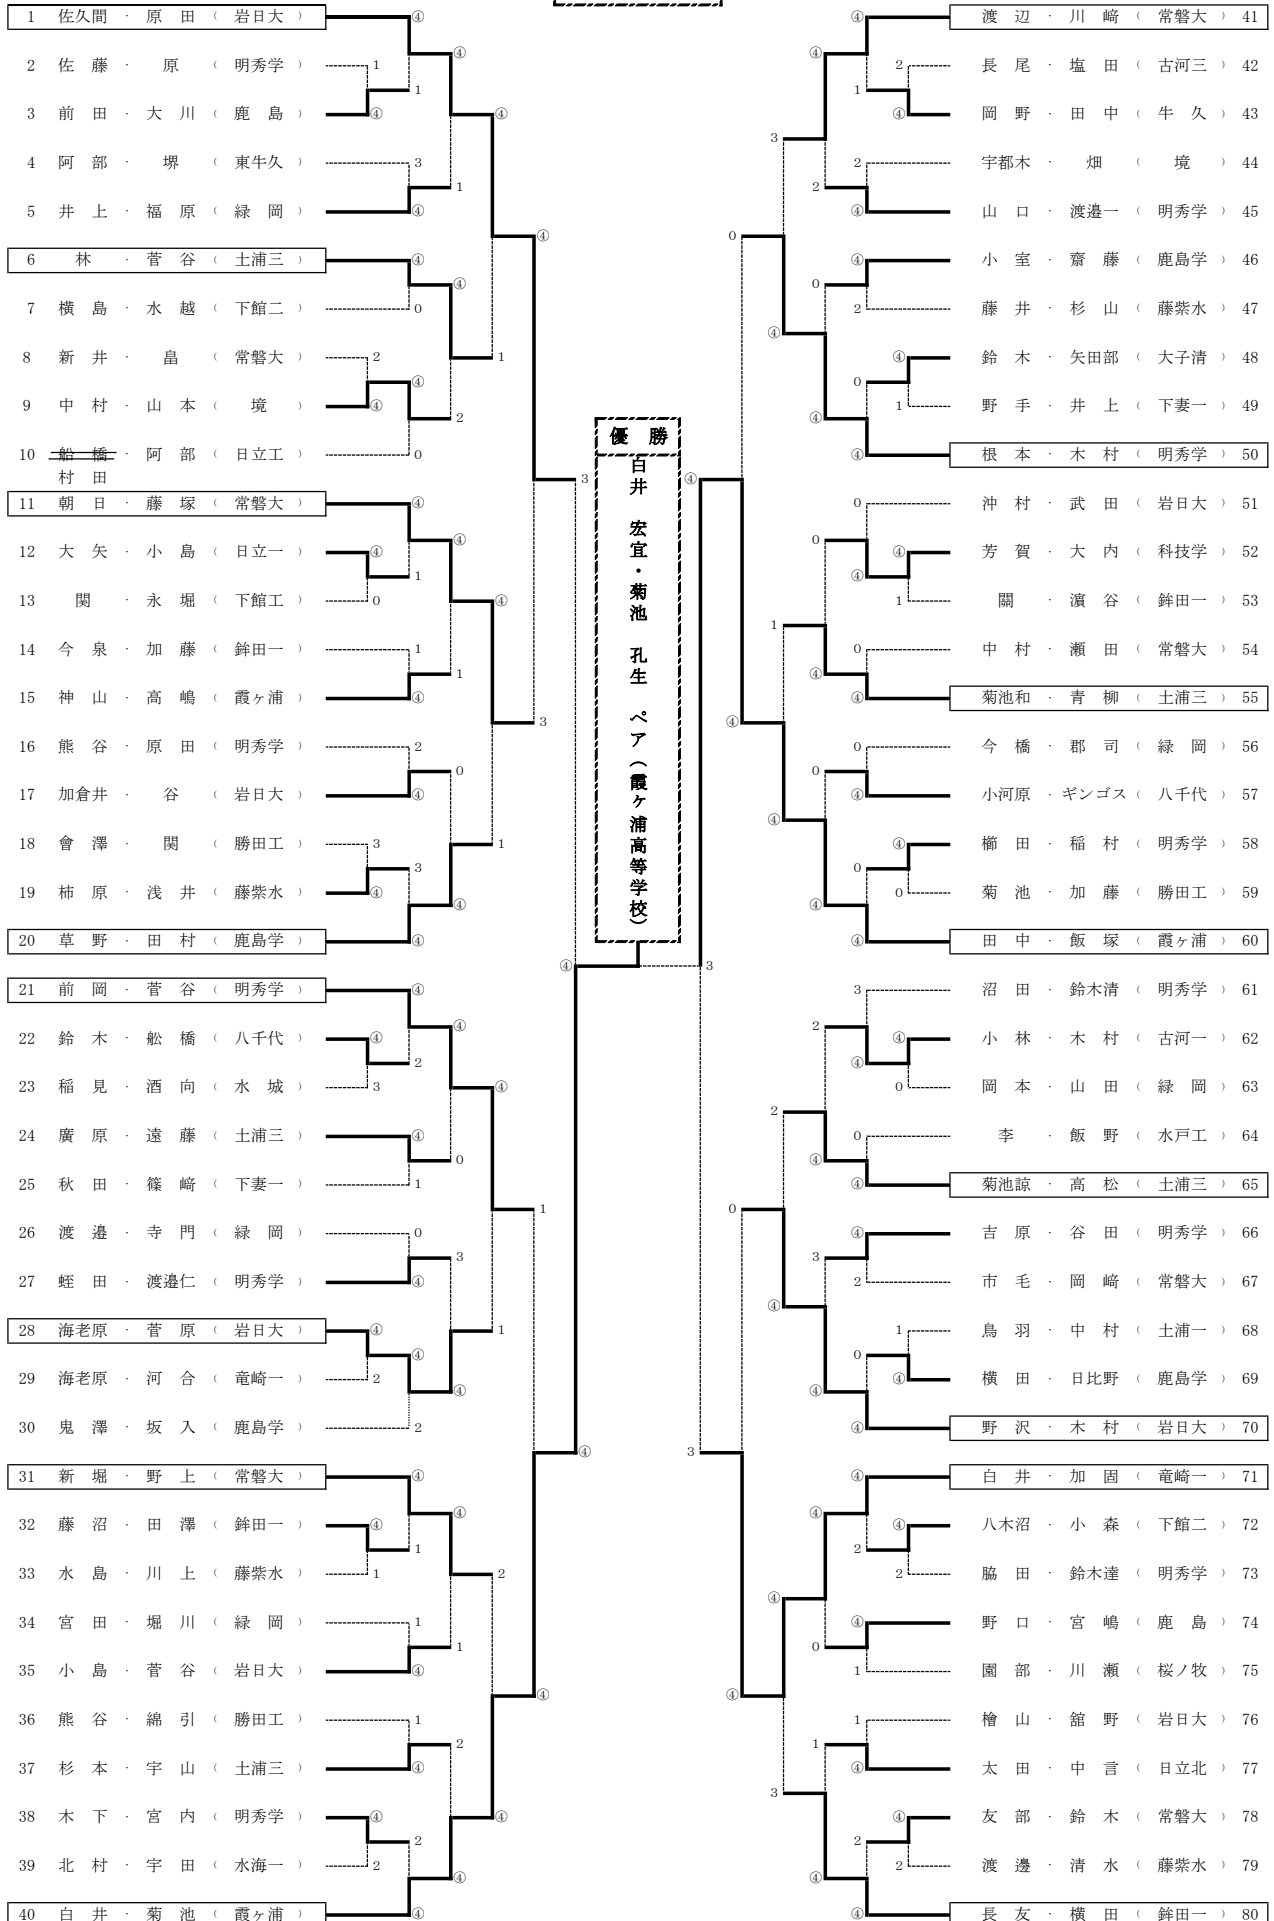 1 佐久間・原 田（岩日大）
2 佐 藤・原（明秀学）
3 前 田・大 川（鹿 島）
4 阿 部・堺（東牛久）
5 井 上・福 原（緑 岡）
6 林・菅 谷（土浦三）
7 横 島・水 越（下館二）
8 新 井・畠（常磐大）
9 中 村・山 本（境）
10 船 橋・阿 部（日立工）
村 田
11 朝 日・藤 塚（常磐大）
12 大 矢・小 島（日立一）
13 関・永 堀（下館工）
14 今 泉・加 藤（鉾田一）
15 神 山・高 嶋（霞ヶ浦）
16 熊 谷・原 田（明秀学）
17 加倉井・谷（岩日大）
18 會 澤・関（勝田工）
19 柿 原・浅 井（藤紫水）
20 草 野・田 村（鹿島学）
21 前 岡・菅 谷（明秀学）
22 鈴 木・舩 橋（八千代）
23 稲 見・酒 向（水 城）
24 廣 原・遠 藤（土浦三）
25 秋 田・篠 﨑（下妻一）
26 渡 邉・寺 門（緑 岡）
27 蛭 田・渡邉仁（明秀学）
28 海老原・菅 原（岩日大）
29 海老原・河 合（竜崎一）
30 鬼 澤・坂 入（鹿島学）
31 新 堀・野 上（常磐大）
32 藤 沼・田 澤（鉾田一）
33 水 島・川 上（藤紫水）
34 宮 田・堀 川（緑 岡）
35 小 島・菅 谷（岩日大）
36 熊 谷・綿 引（勝田工）
37 杉 本・宇 山（土浦三）
38 木 下・宮 内（明秀学）
39 北 村・宇 田（水海一）
40 白 井・菊 池（霞ヶ浦）
優 勝
白井 宏宜・菊池 孔生 ペア（霞ヶ浦高等学校）
渡 辺・川 﨑（常磐大）41
長 尾・塩 田（古河三）42
岡 野・田 中（牛 久）43
宇都木・畑（境）44
山 口・渡邉一（明秀学）45
小 室・齋 藤（鹿島学）46
藤 井・杉 山（藤紫水）47
鈴 木・矢田部（大子清）48
野 手・井 上（下妻一）49
根 本・木 村（明秀学）50
沖 村・武 田（岩日大）51
芳 賀・大 内（科技学）52
關・濵 谷（鉾田一）53
中 村・瀬 田（常磐大）54
菊池和・青 柳（土浦三）55
今 橋・郡 司（緑 岡）56
小河原・ギンゴス（八千代）57
櫛 田・稲 村（明秀学）58
菊 池・加 藤（勝田工）59
田 中・飯 塚（霞ヶ浦）60
沼 田・鈴木清（明秀学）61
小 林・木 村（古河一）62
岡 本・山 田（緑 岡）63
李・飯 野（水戸工）64
菊池諒・高 松（土浦三）65
吉 原・谷 田（明秀学）66
市 毛・岡 﨑（常磐大）67
鳥 羽・中 村（土浦一）68
横 田・日比野（鹿島学）69
野 沢・木 村（岩日大）70
白 井・加 固（竜崎一）71
八木沼・小 森（下館二）72
脇 田・鈴木達（明秀学）73
野 口・宮 嶋（鹿 島）74
園 部・川 瀬（桜ノ牧）75
檜 山・舘 野（岩日大）76
太 田・中 言（日立北）77
友 部・鈴 木（常磐大）78
渡 邊・清 水（藤紫水）79
長 友・横 田（鉾田一）80